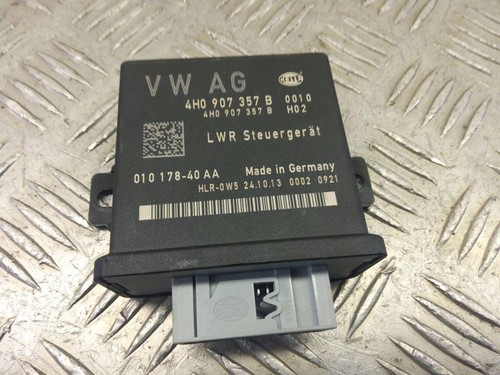 VW AG
HELLA
4H0 907 357 B 0010
4H0 907 357 B H02
LWR Steuergerät
010 178-40 AA Made in Germany
HLR-0W5 24.10.13 0002 0921